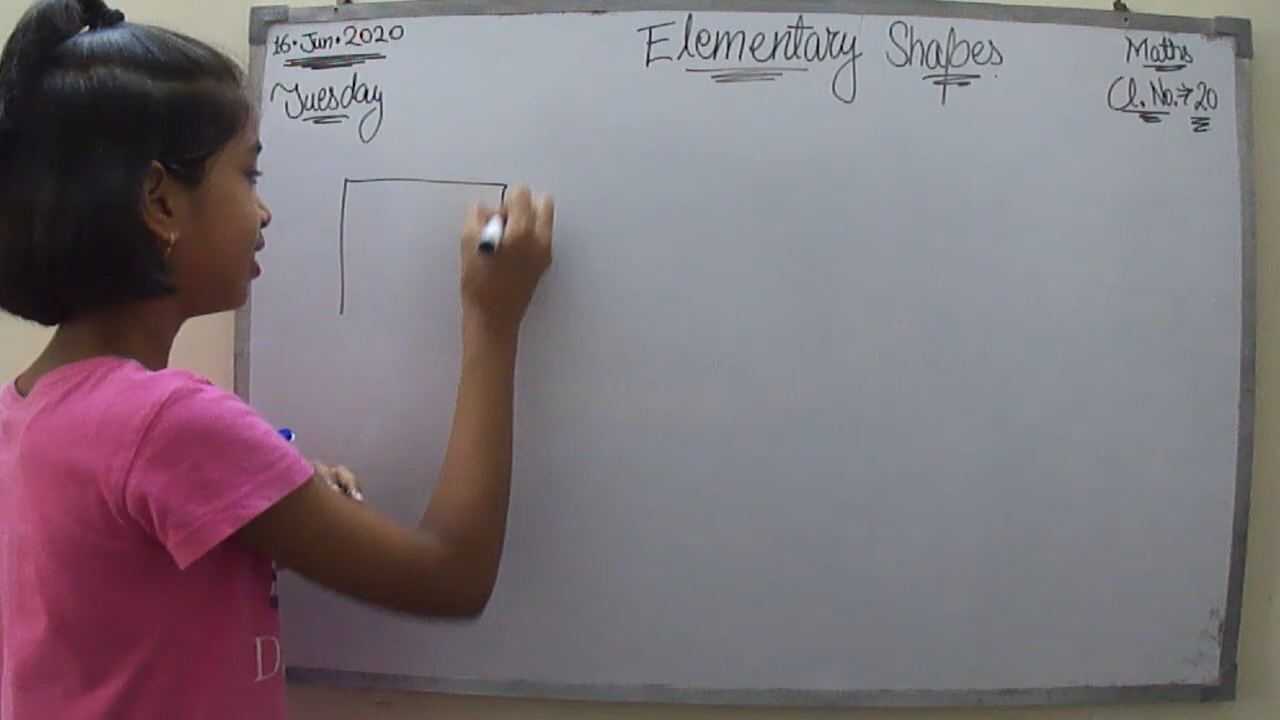 16·Jun·2020
Tuesday
Elementary Shapes
Maths
Cl. No.→20
D